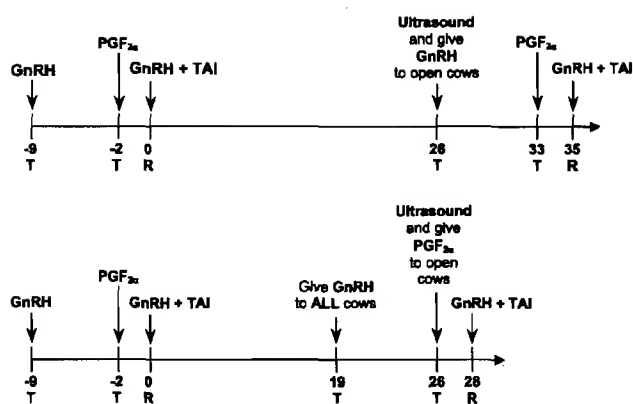 Ultrasound
and give
GnRH
to open cows
PGF2α
PGF2α
GnRH
GnRH + TAI
GnRH + TAI
-9
-2
0
26
33
35
T
T
R
T
T
R
Ultrasound
and give
PGF2α
to open
cows
PGF2α
Give GnRH
to ALL cows
GnRH
GnRH + TAI
GnRH + TAI
-9
-2
0
19
26
28
T
T
R
T
T
R